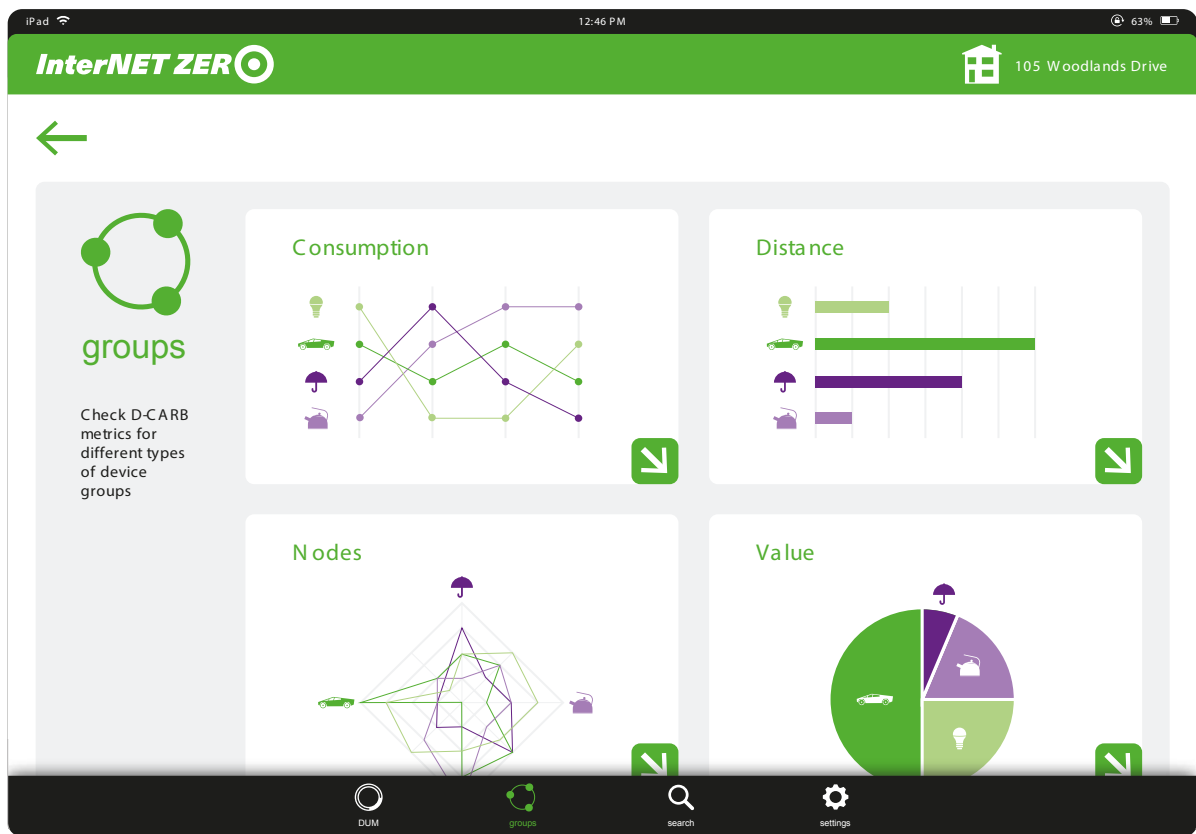 iPad 12:46 PM 63%
InterNET ZERO 105 Woodlands Drive
groups
Check D-CARB
metrics for
different types
of device
groups
Consumption
Distance
Nodes
Value
DUM groups search settings